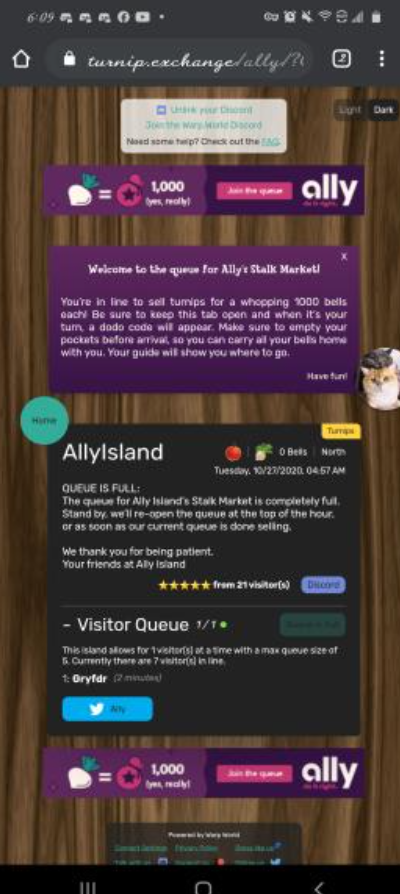 6:09
turnip.exchange/ally/?(
2
Unlink your Discord
Join the Warp.World Discord
Need some help? Check out the FAQ.
Light Dark
= 1,000
(yes, really)
Join the queue
ally
do it right.
X
Welcome to the queue for Ally's Stalk Market!
You're in line to sell turnips for a whopping 1000 bells
each! Be sure to keep this tab open and when it's your
turn, a dodo code will appear. Make sure to empty your
pockets before arrival, so you can carry all your bells home
with you. Your guide will show you where to go.
Have fun!
Home
Turnips
AllyIsland
0 Bells North
Tuesday, 10/27/2020, 04:57 AM
QUEUE IS FULL:
The queue for Ally Island's Stalk Market is completely full.
Stand by, we'll re-open the queue at the top of the hour,
or as soon as our current queue is done selling.
We thank you for being patient.
Your friends at Ally Island
★★★★★ from 21 visitor(s)
Discord
- Visitor Queue 1/1
This island allows for 1 visitor(s) at a time with a max queue size of
5. Currently there are 7 visitor(s) in line.
1: Gryfdr (2 minutes)
Ally
= 1,000
(yes, really)
Join the queue
ally
do it right.
Powered by Warp World
Consent Settings Privacy Policy